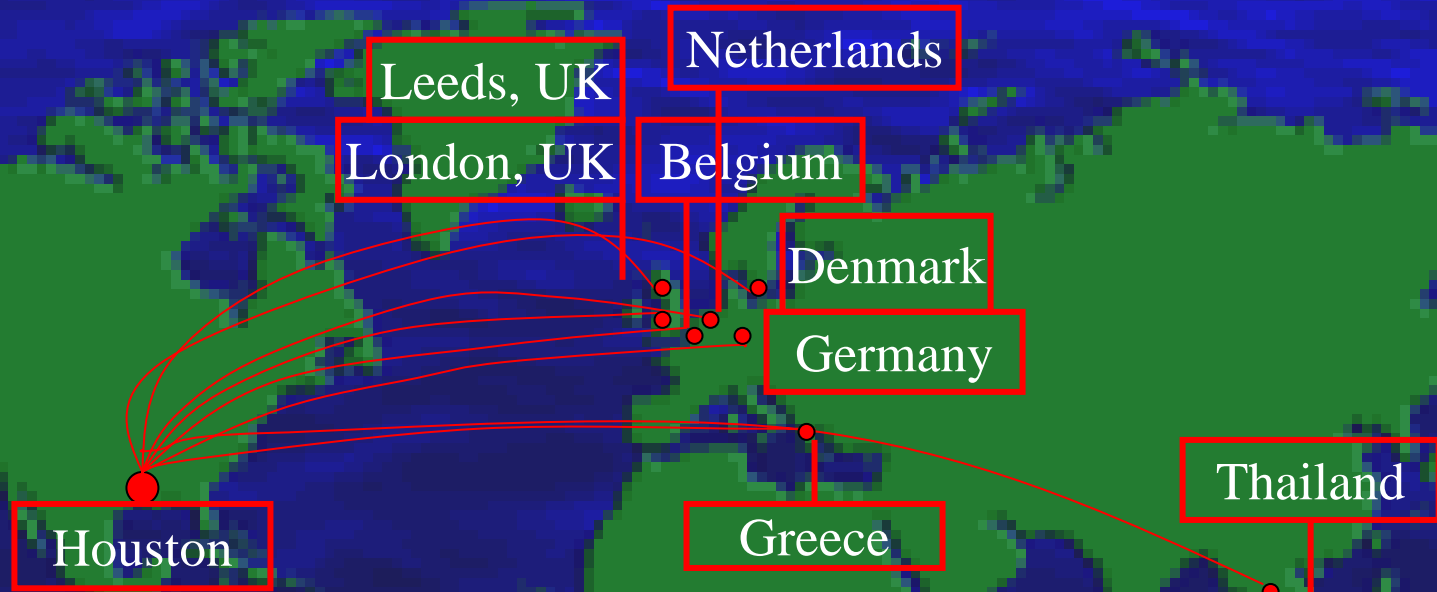 Netherlands
Leeds, UK
London, UK
Belgium
Denmark
Germany
Thailand
Greece
Houston